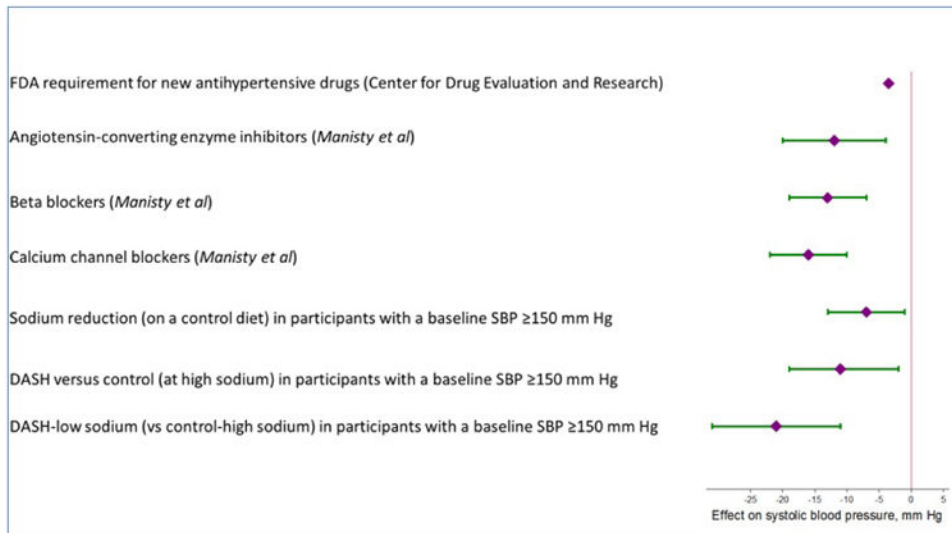 FDA requirement for new antihypertensive drugs (Center for Drug Evaluation and Research)
Angiotensin-converting enzyme inhibitors (Manisty et al)
Beta blockers (Manisty et al)
Calcium channel blockers (Manisty et al)
Sodium reduction (on a control diet) in participants with a baseline SBP ≥150 mm Hg
DASH versus control (at high sodium) in participants with a baseline SBP ≥150 mm Hg
DASH-low sodium (vs control-high sodium) in participants with a baseline SBP ≥150 mm Hg
-25 -20 -15 -10 -5 0 5
Effect on systolic blood pressure, mm Hg